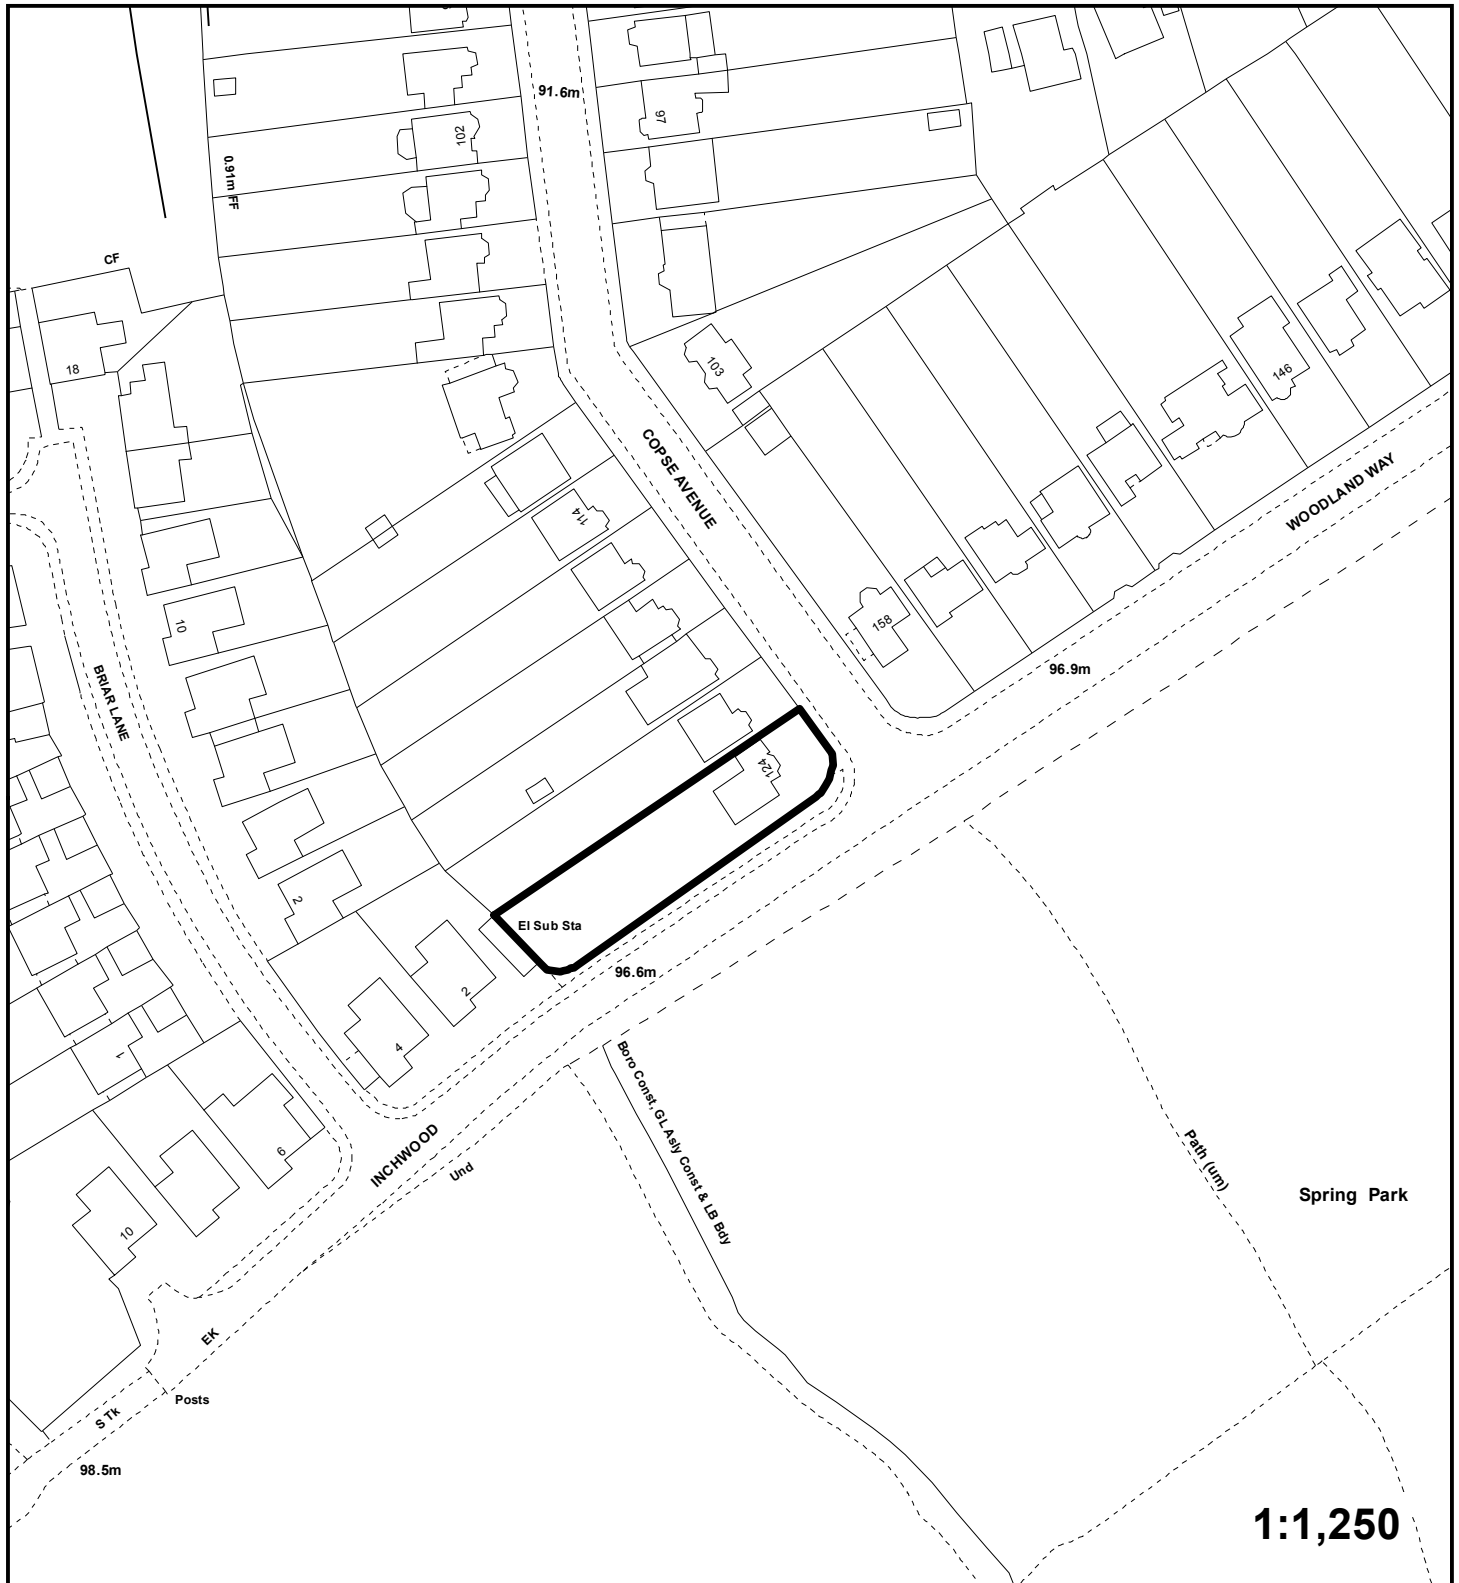 91.6m
97
102
0.91m FF
CF
18
103
146
COPSE AVENUE
WOODLAND WAY
114
10
158
96.9m
BRIAR LANE
124
2
El Sub Sta
96.6m
2
4
1
Boro Const, GL Asly Const & LB Bdy
INCHWOOD
Und
6
Path (um)
Spring Park
10
EK
Posts
S Tk
98.5m
1:1,250